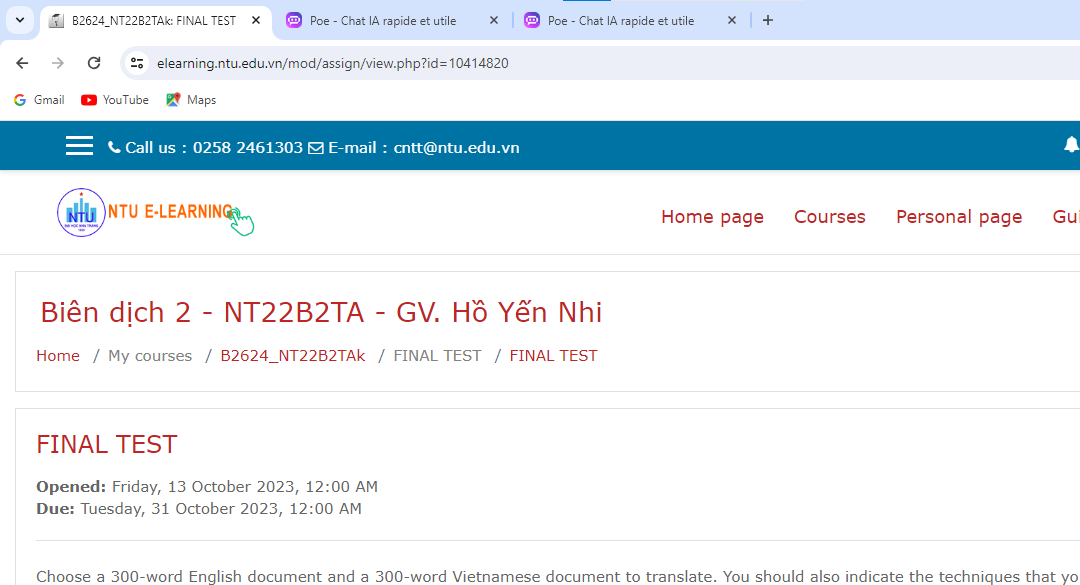 B2624_NT22B2TAk: FINAL TEST
Poe - Chat IA rapide et utile
Poe - Chat IA rapide et utile
elearning.ntu.edu.vn/mod/assign/view.php?id=10414820
Gmail YouTube Maps
Call us : 0258 2461303 E-mail : cntt@ntu.edu.vn
NTU
NTU E-LEARNING
Home page Courses Personal page Gui
Biên dịch 2 - NT22B2TA - GV. Hồ Yến Nhi
Home / My courses / B2624_NT22B2TAk / FINAL TEST / FINAL TEST
FINAL TEST
Opened: Friday, 13 October 2023, 12:00 AM
Due: Tuesday, 31 October 2023, 12:00 AM
Choose a 300-word English document and a 300-word Vietnamese document to translate. You should also indicate the techniques that yo